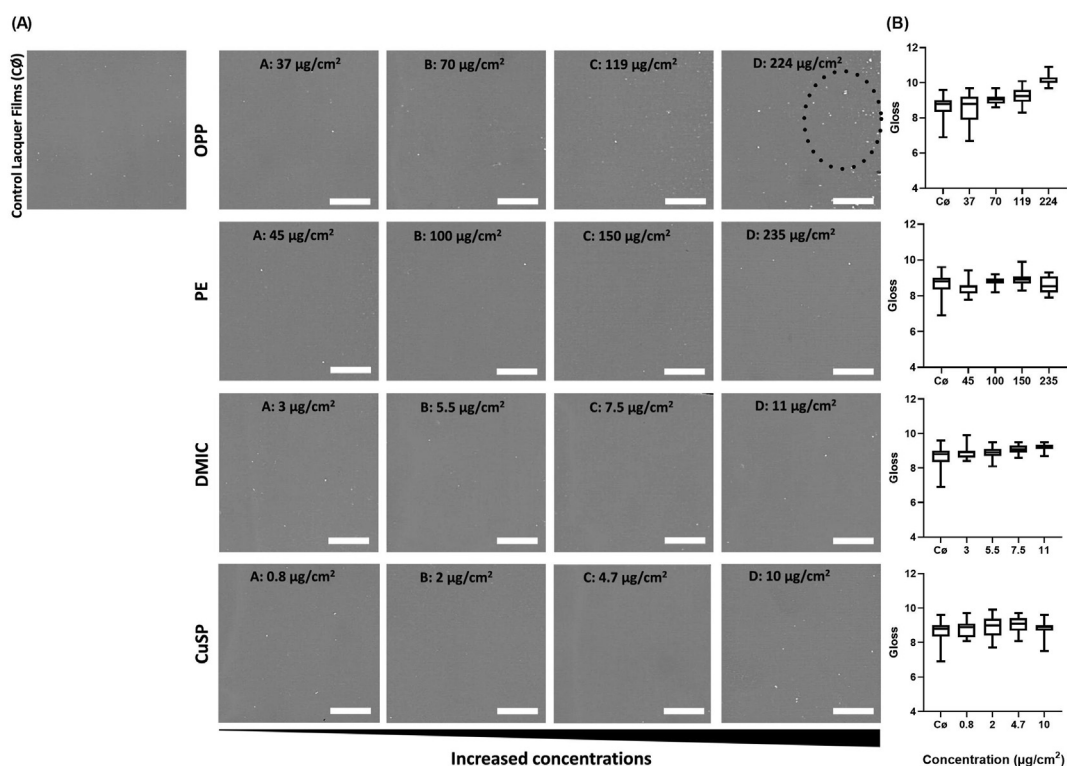 (A)
Control Lacquer Films (CØ)
OPP
A: 37 µg/cm²
B: 70 µg/cm²
C: 119 µg/cm²
D: 224 µg/cm²
PE
A: 45 µg/cm²
B: 100 µg/cm²
C: 150 µg/cm²
D: 235 µg/cm²
DMIC
A: 3 µg/cm²
B: 5.5 µg/cm²
C: 7.5 µg/cm²
D: 11 µg/cm²
CuSP
A: 0.8 µg/cm²
B: 2 µg/cm²
C: 4.7 µg/cm²
D: 10 µg/cm²
Increased concentrations
(B)
Gloss
12
10
8
6
4
Cø 37 70 119 224
Gloss
12
10
8
6
4
Cø 45 100 150 235
Gloss
12
10
8
6
4
Cø 3 5.5 7.5 11
Gloss
12
10
8
6
4
Cø 0.8 2 4.7 10
Concentration (µg/cm²)